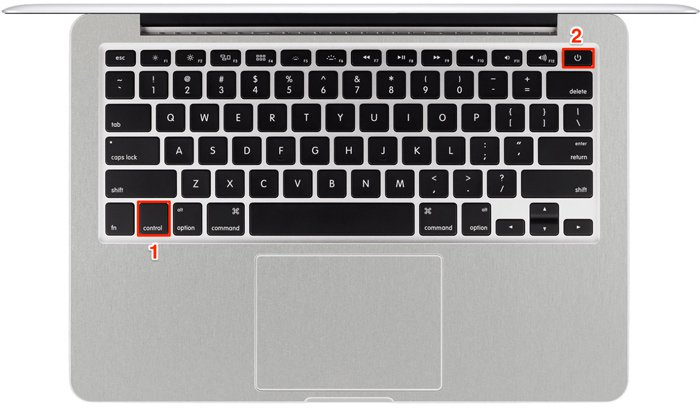 2
esc F1 F2 F3 F4 F5 F6 F7 F8 F9 F10 F11 F12
~ ! @ # $ % ^ & * ( ) _ +
` 1 2 3 4 5 6 7 8 9 0 - = delete
tab Q W E R T Y U I O P { [ } ] | \
caps lock A S D F G H J K L : ; " ' enter return
shift Z X C V B N M < , > . ? / shift
fn control alt option ⌘ command ⌘ command alt option
1